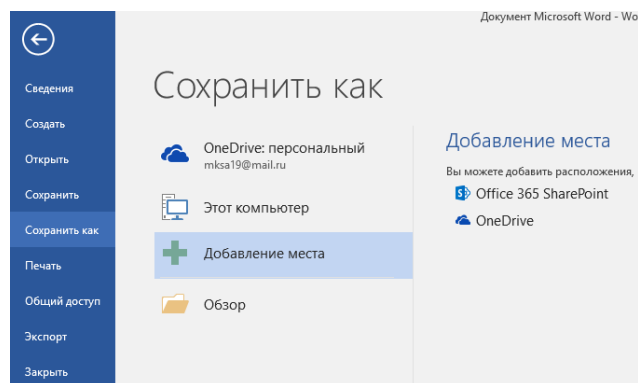 Документ Microsoft Word - Wo
Сведения
Создать
Открыть
Сохранить
Сохранить как
Печать
Общий доступ
Экспорт
Закрыть
Сохранить как
OneDrive: персональный
mksa19@mail.ru
Этот компьютер
Добавление места
Обзор
Добавление места
Вы можете добавить расположения,
Office 365 SharePoint
OneDrive